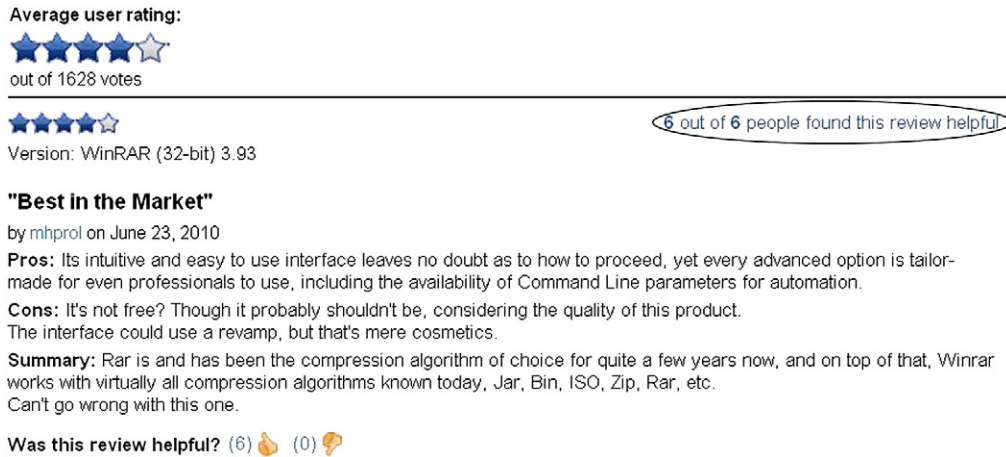 Average user rating:
out of 1628 votes
6 out of 6 people found this review helpful
Version: WinRAR (32-bit) 3.93
"Best in the Market"
by mhprol on June 23, 2010
Pros: Its intuitive and easy to use interface leaves no doubt as to how to proceed, yet every advanced option is tailor-
made for even professionals to use, including the availability of Command Line parameters for automation.
Cons: It's not free? Though it probably shouldn't be, considering the quality of this product.
The interface could use a revamp, but that's mere cosmetics.
Summary: Rar is and has been the compression algorithm of choice for quite a few years now, and on top of that, Winrar
works with virtually all compression algorithms known today, Jar, Bin, ISO, Zip, Rar, etc.
Can't go wrong with this one.
Was this review helpful? (6) (0)